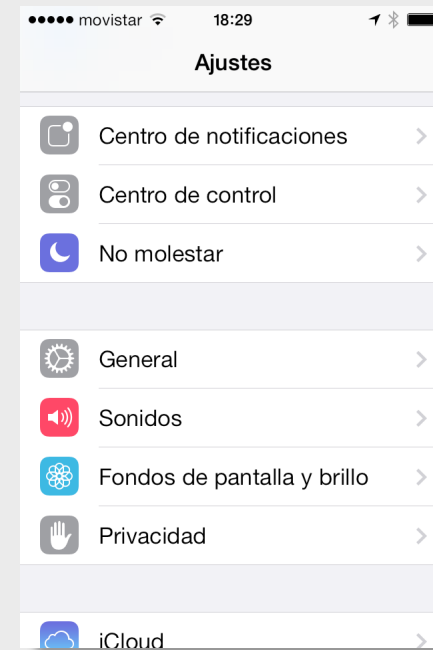 movistar 18:29
Ajustes
Centro de notificaciones
Centro de control
No molestar
General
Sonidos
Fondos de pantalla y brillo
Privacidad
iCloud